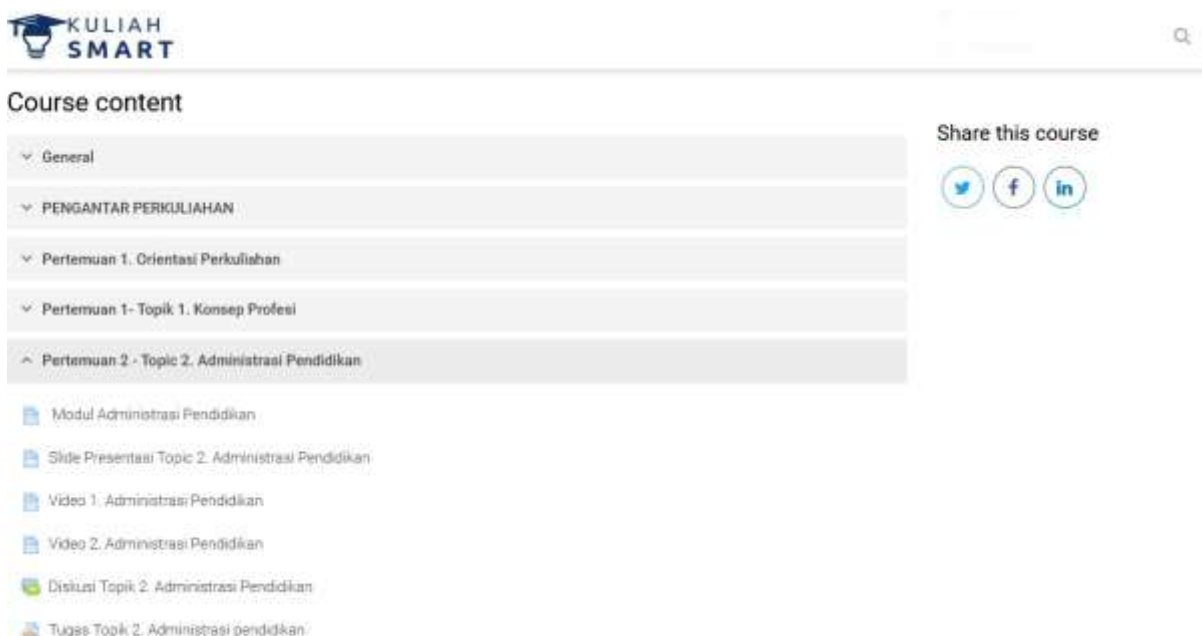 KULIAH
SMART
Course content
General
PENGANTAR PERKULIAHAN
Pertemuan 1. Orientasi Perkuliahan
Pertemuan 1- Topik 1. Konsep Profesi
Pertemuan 2 - Topic 2. Administrasi Pendidikan
Modul Administrasi Pendidikan
Slide Presentasi Topic 2. Administrasi Pendidikan
Video 1. Administrasi Pendidikan
Video 2. Administrasi Pendidikan
Diskusi Topik 2. Administrasi Pendidikan
Tugas Topik 2. Administrasi pendidikan
Share this course